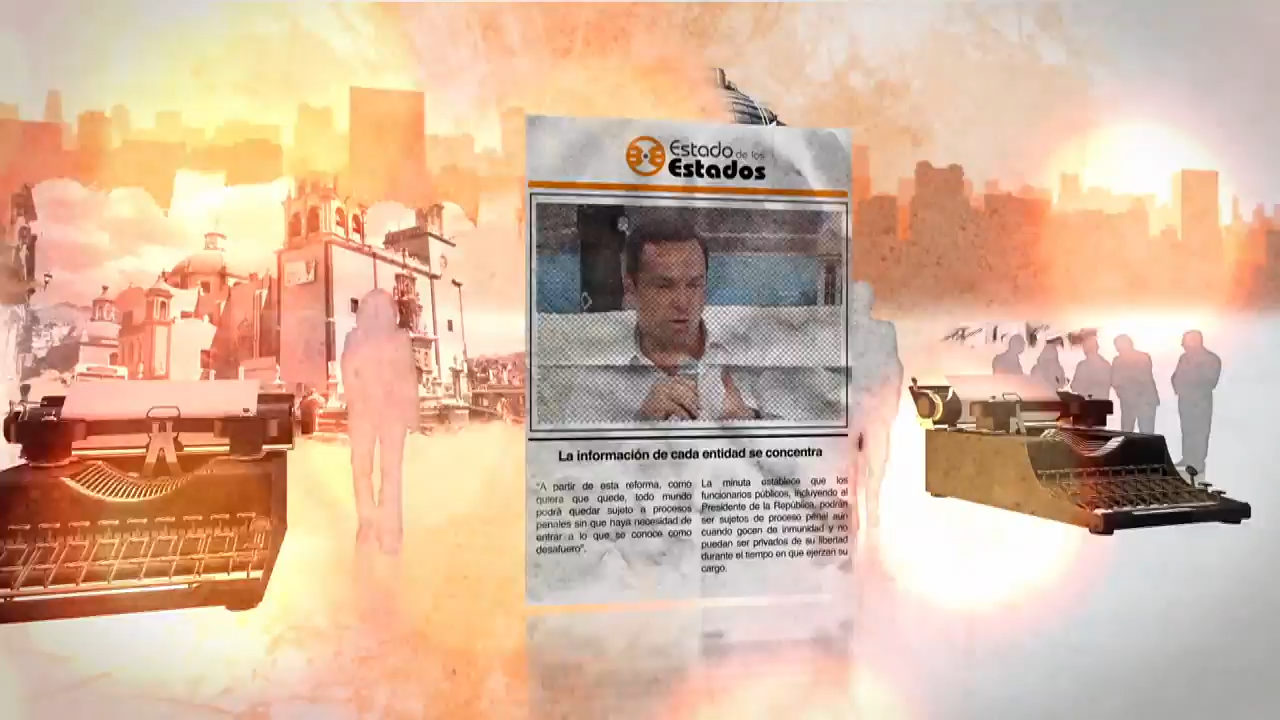 Estado de los
Estados
La información de cada entidad se concentra
"A partir de esta reforma, como
quiera que quede, todo mundo
podrá quedar sujeto a procesos
penales sin que haya necesidad de
entrar a lo que se conoce como
desafuero".
La minuta establece que los
funcionarios públicos, incluyendo al
Presidente de la República, podrán
ser sujetos de proceso penal aún
cuando gocen de inmunidad y no
puedan ser privados de su libertad
durante el tiempo en que ejerzan su
cargo.